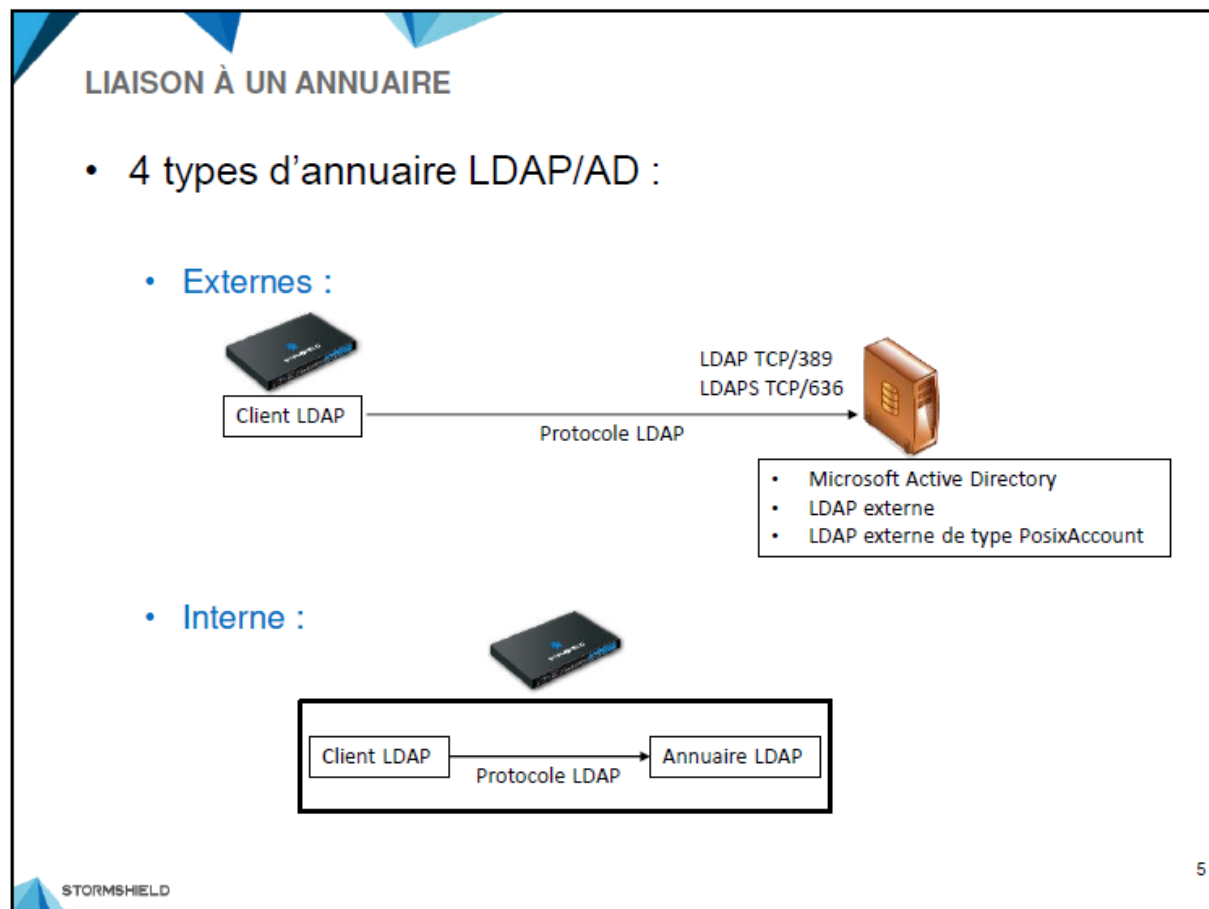 LIAISON À UN ANNUAIRE
• 4 types d’annuaire LDAP/AD :
• Externes :
LDAP TCP/389
LDAPS TCP/636
Client LDAP
Protocole LDAP
• Microsoft Active Directory
• LDAP externe
• LDAP externe de type PosixAccount
• Interne :
Client LDAP
Protocole LDAP
Annuaire LDAP
STORMSHIELD
5